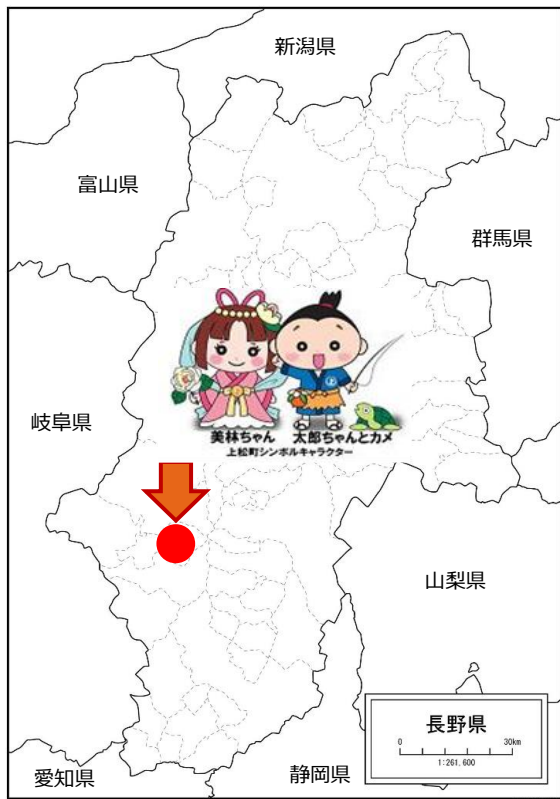 新潟県
富山県
群馬県
岐阜県
上
美林ちゃん 太郎ちゃんとカメ
上松町シンボルキャラクター
山梨県
長野県
0 30km
1:261.600
愛知県
静岡県